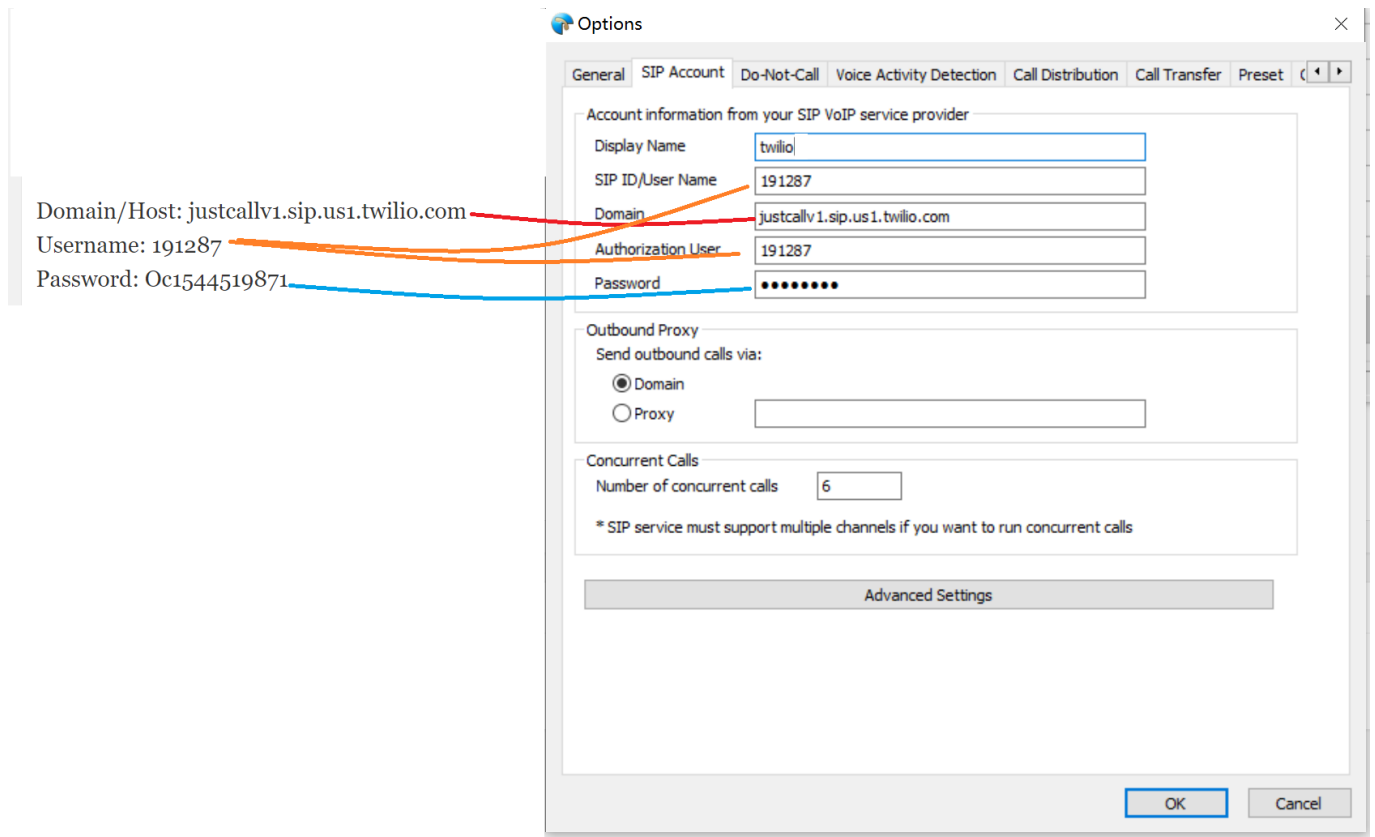 Options
General
SIP Account
Do-Not-Call
Voice Activity Detection
Call Distribution
Call Transfer
Preset
Account information from your SIP VoIP service provider
Display Name
twilio
SIP ID/User Name
191287
Domain
justcallv1.sip.us1.twilio.com
Authorization User
191287
Password
••••••••
Domain/Host: justcallv1.sip.us1.twilio.com
Username: 191287
Password: Oc1544519871
Outbound Proxy
Send outbound calls via:
Domain
Proxy
Concurrent Calls
Number of concurrent calls
6
* SIP service must support multiple channels if you want to run concurrent calls
Advanced Settings
OK
Cancel